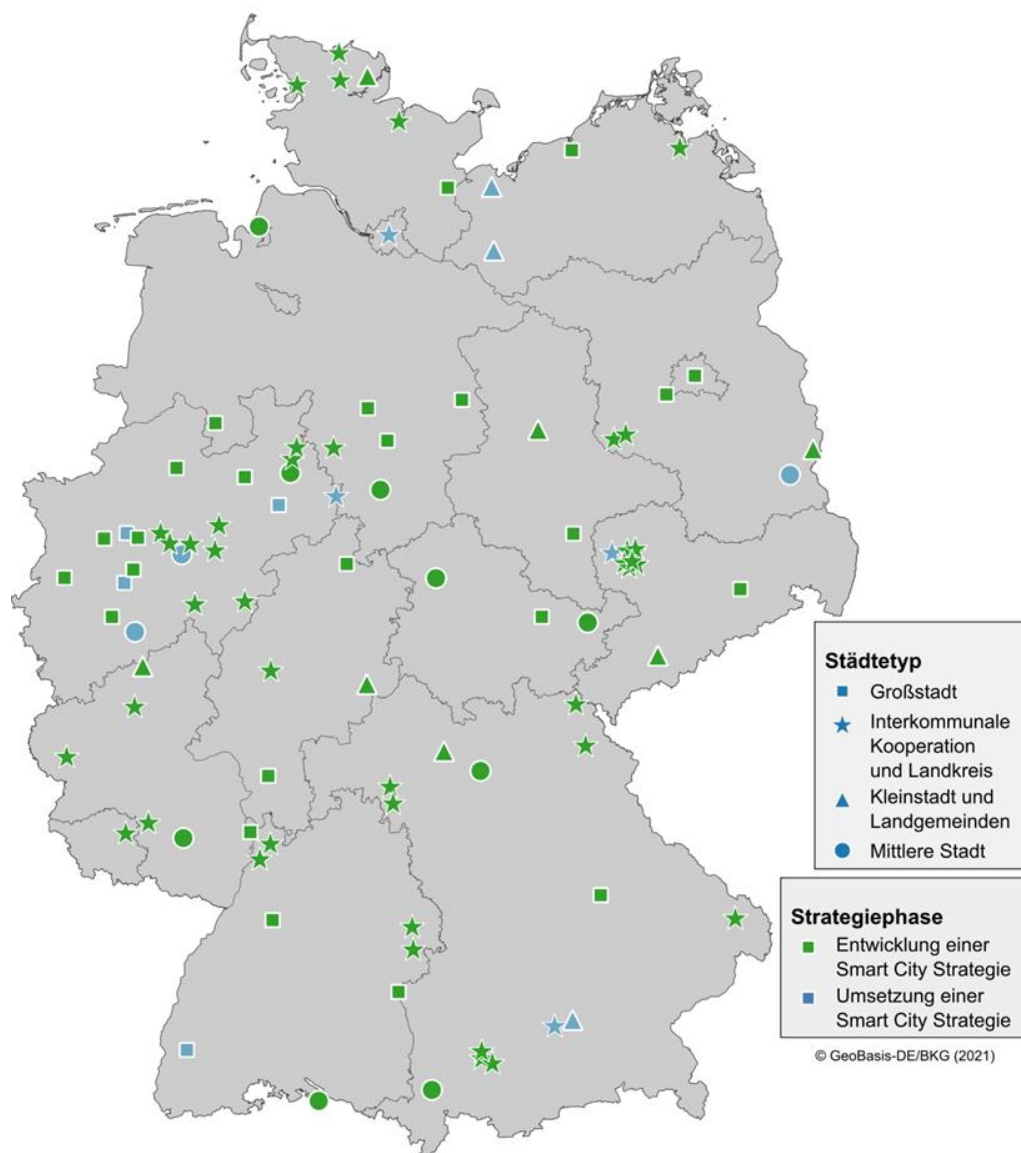 Städtetyp
Großstadt
Interkommunale
Kooperation
und Landkreis
Kleinstadt und
Landgemeinden
Mittlere Stadt
Strategiephase
Entwicklung einer
Smart City Strategie
Umsetzung einer
Smart City Strategie
© GeoBasis-DE/BKG (2021)